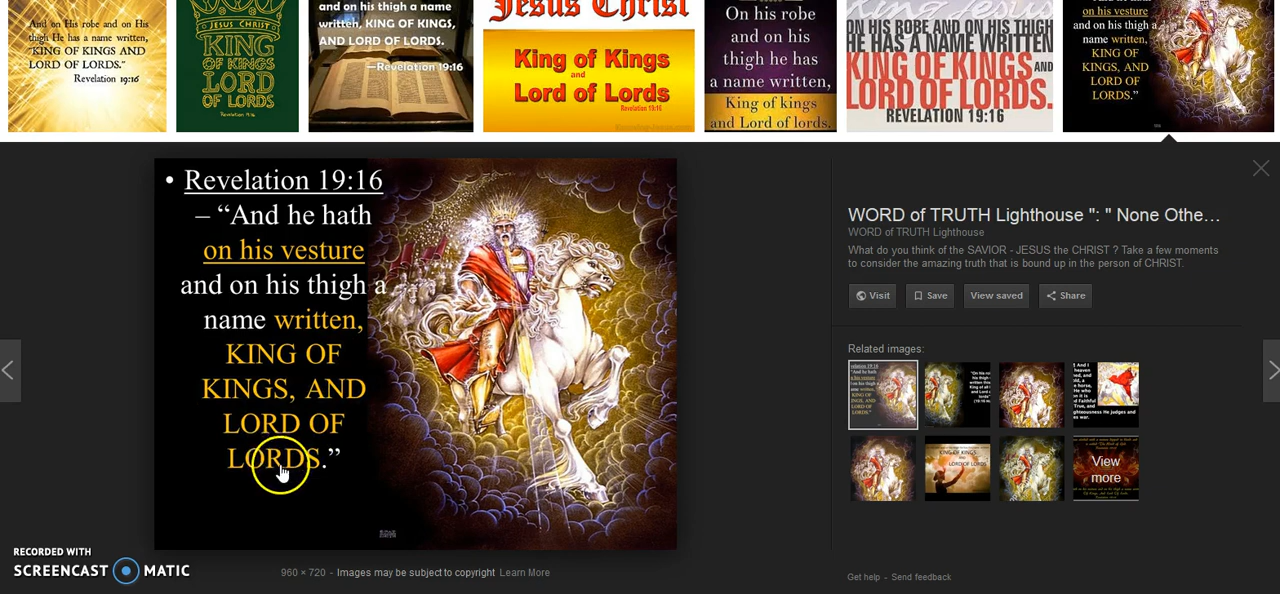 And on His robe and on His
thigh He has a name written,
"KING OF KINGS AND
LORD OF LORDS."
Revelation 19:16
JESUS CHRIST
KING
OF
KINGS
LORD
OF
LORDS
Revelation 19:16
and on his thigh a name
written, KING OF KINGS,
AND LORD OF LORDS.
—Revelation 19:16
Jesus Christ
King of Kings
and
Lord of Lords
Revelation 19:16
On his robe
and on his
thigh he has
a name written,
King of kings
and Lord of lords.
King Jesus
ON HIS ROBE AND ON HIS THIGH
HE HAS A NAME WRITTEN
KING OF KINGS AND
LORD OF LORDS.
REVELATION 19:16
on his vesture
and on his thigh a
name written,
KING OF
KINGS, AND
LORD OF
LORDS."
• Revelation 19:16
– “And he hath
on his vesture
and on his thigh a
name written,
KING OF
KINGS, AND
LORD OF
LORDS.”
WORD of TRUTH Lighthouse ": " None Othe…
WORD of TRUTH Lighthouse
What do you think of the SAVIOR - JESUS the CHRIST ? Take a few moments
to consider the amazing truth that is bound up in the person of CHRIST.
Visit
Save
View saved
Share
Related images:
View
more
RECORDED WITH
SCREENCAST MATIC
960 × 720 - Images may be subject to copyright Learn More
Get help - Send feedback